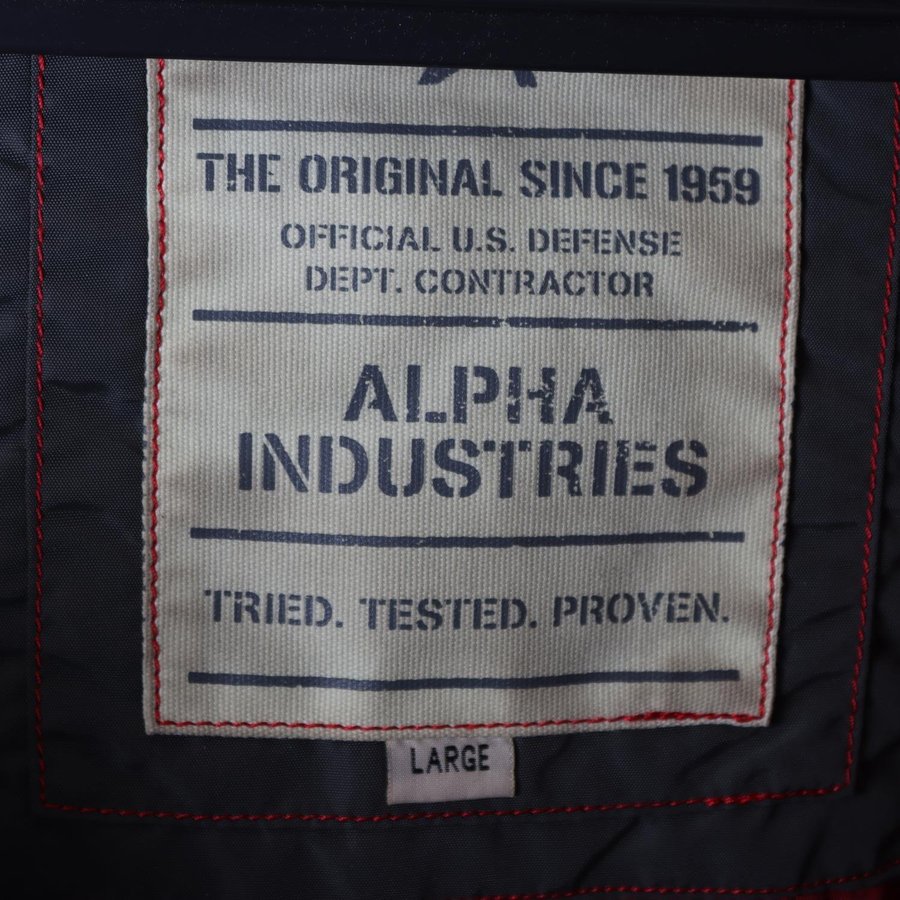 THE ORIGINAL SINCE 1959
OFFICIAL U.S. DEFENSE
DEPT. CONTRACTOR
ALPHA
INDUSTRIES
TRIED. TESTED. PROVEN.
LARGE